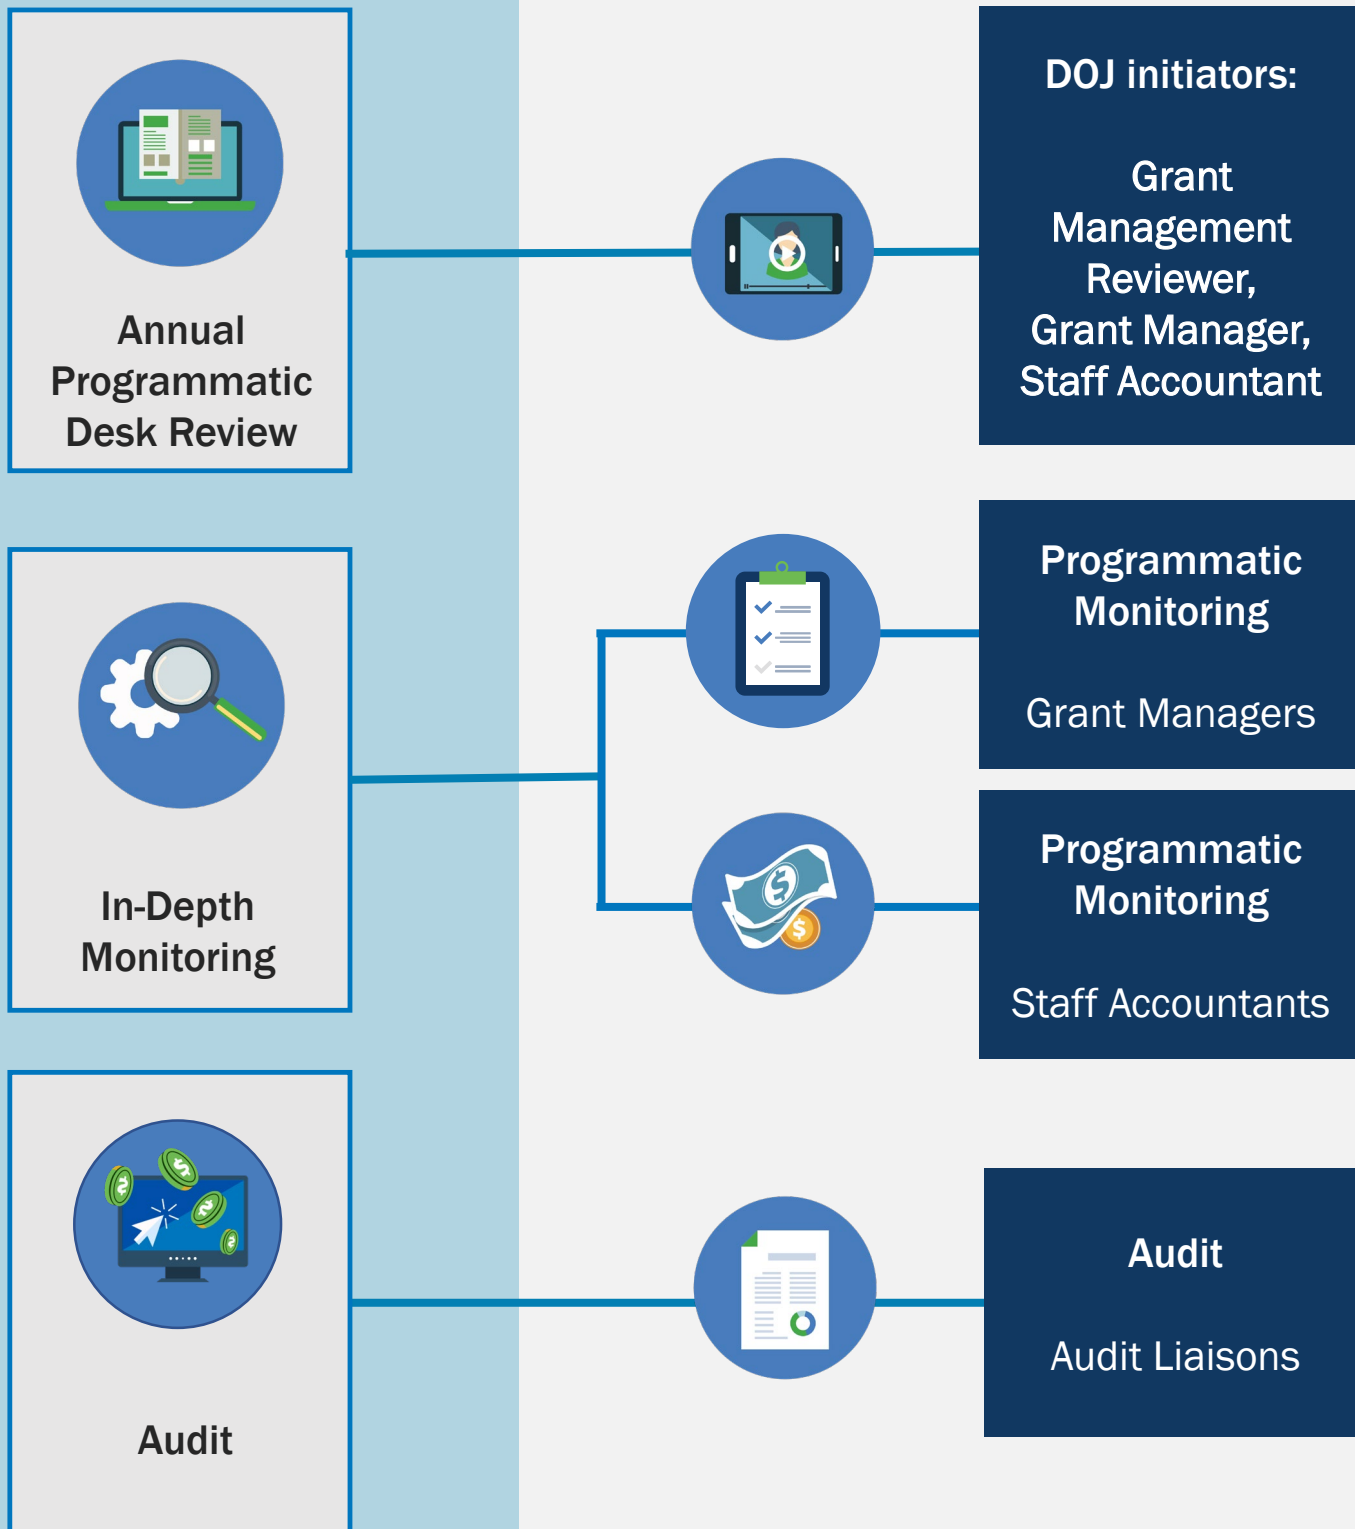 Annual
Programmatic
Desk Review
DOJ initiators:
Grant
Management
Reviewer,
Grant Manager,
Staff Accountant
In-Depth
Monitoring
Programmatic
Monitoring
Grant Managers
Programmatic
Monitoring
Staff Accountants
Audit
Audit
Audit Liaisons